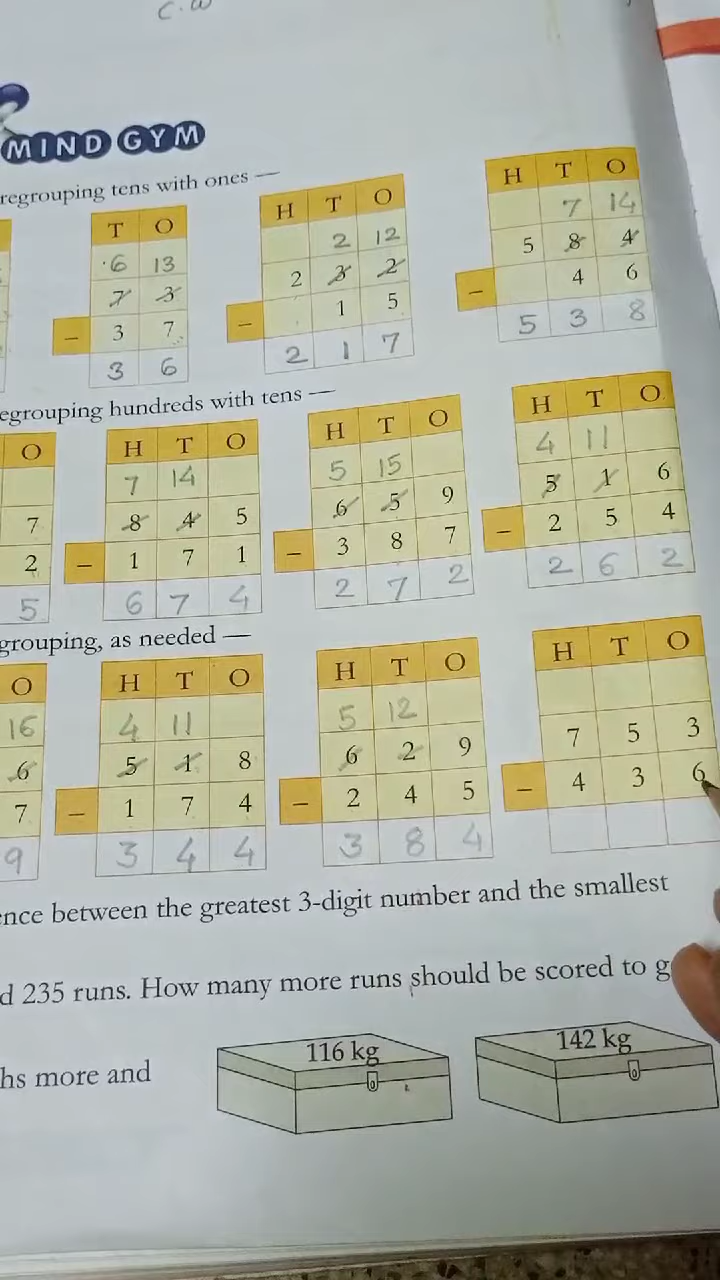 C.W
MIND GYM
regrouping tens with ones —
T O
6 13
7 3
— 3 7
3 6
H T O
2 12
2 3 2
— 1 5
2 1 7
H T O
7 14
5 8 4
— 4 6
5 3 8
egrouping hundreds with tens —
O
7
2
5
H T O
7 14
8 4 5
— 1 7 1
6 7 4
H T O
5 15
6 5 9
— 3 8 7
2 7 2
H T O
4 11
5 1 6
— 2 5 4
2 6 2
grouping, as needed —
O
16
6
7
9
H T O
4 11
5 1 8
— 1 7 4
3 4 4
H T O
5 12
6 2 9
— 2 4 5
3 8 4
H T O
7 5 3
— 4 3 6
ence between the greatest 3-digit number and the smallest
d 235 runs. How many more runs should be scored to g
hs more and
116 kg
142 kg